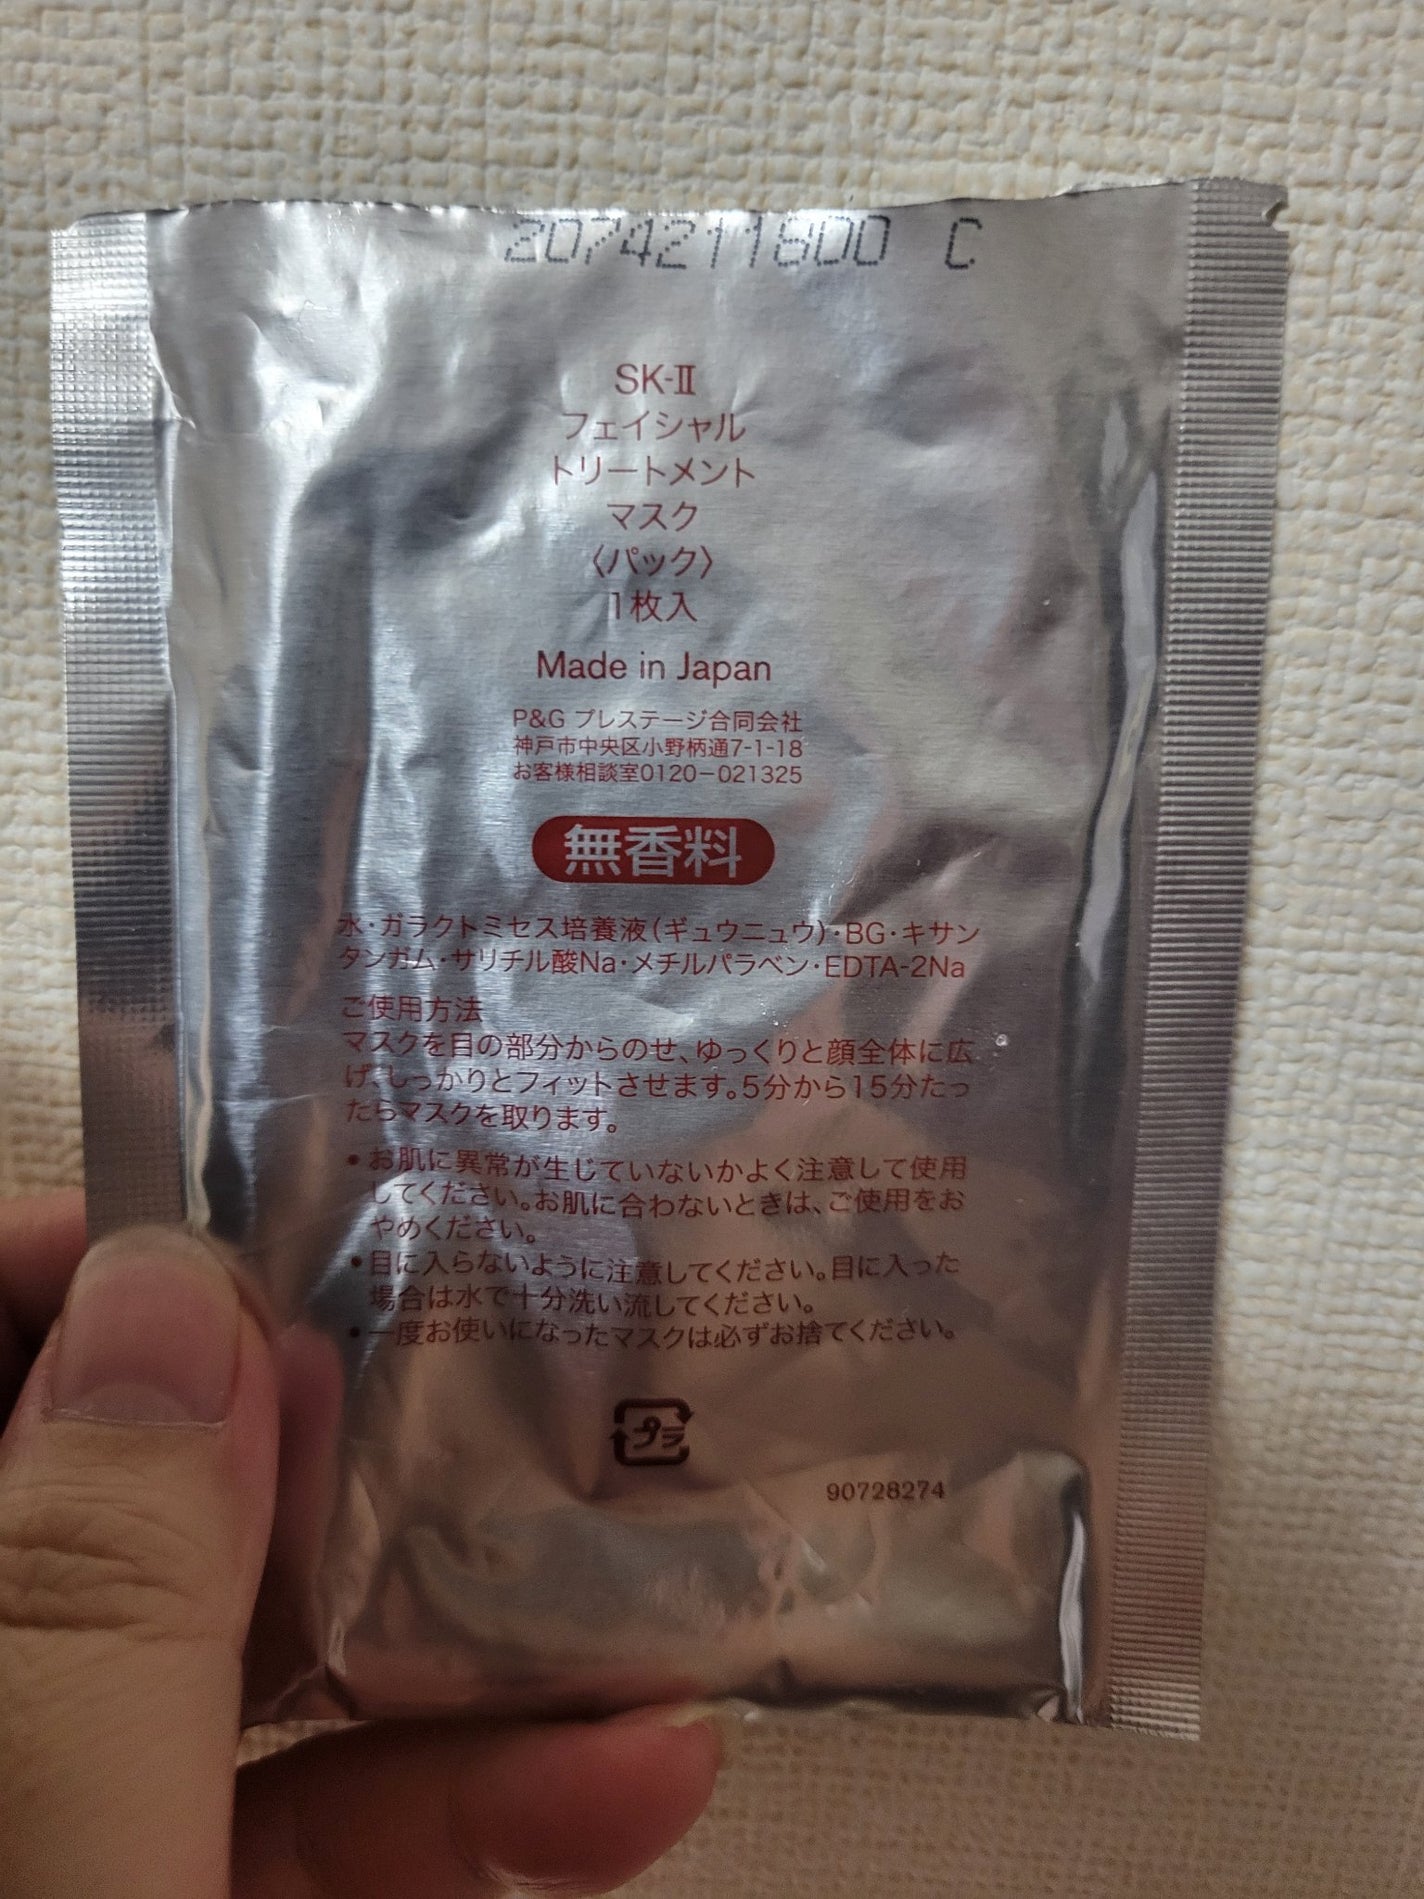 2074211600 C
SK-Ⅱ
フェイシャル
トリートメント
マスク
〈パック〉
1枚入
Made in Japan
P&G プレステージ合同会社
神戸市中央区小野柄通7-1-18
お客様相談室0120-021325
無香料
水・ガラクトミセス培養液(ギュウニュウ)・BG・キサン
タンガム・サリチル酸Na・メチルパラベン・EDTA-2Na
ご使用方法
マスクを目の部分からのせ、ゆっくりと顔全体に広
げ、しっかりとフィットさせます。5分から15分たっ
たらマスクを取ります。
•お肌に異常が生じていないかよく注意して使用
してください。お肌に合わないときは、ご使用をお
やめください。
•目に入らないように注意してください。目に入った
場合は水で十分洗い流してください。
•一度お使いになったマスクは必ずお捨てください。
プラ
90728274